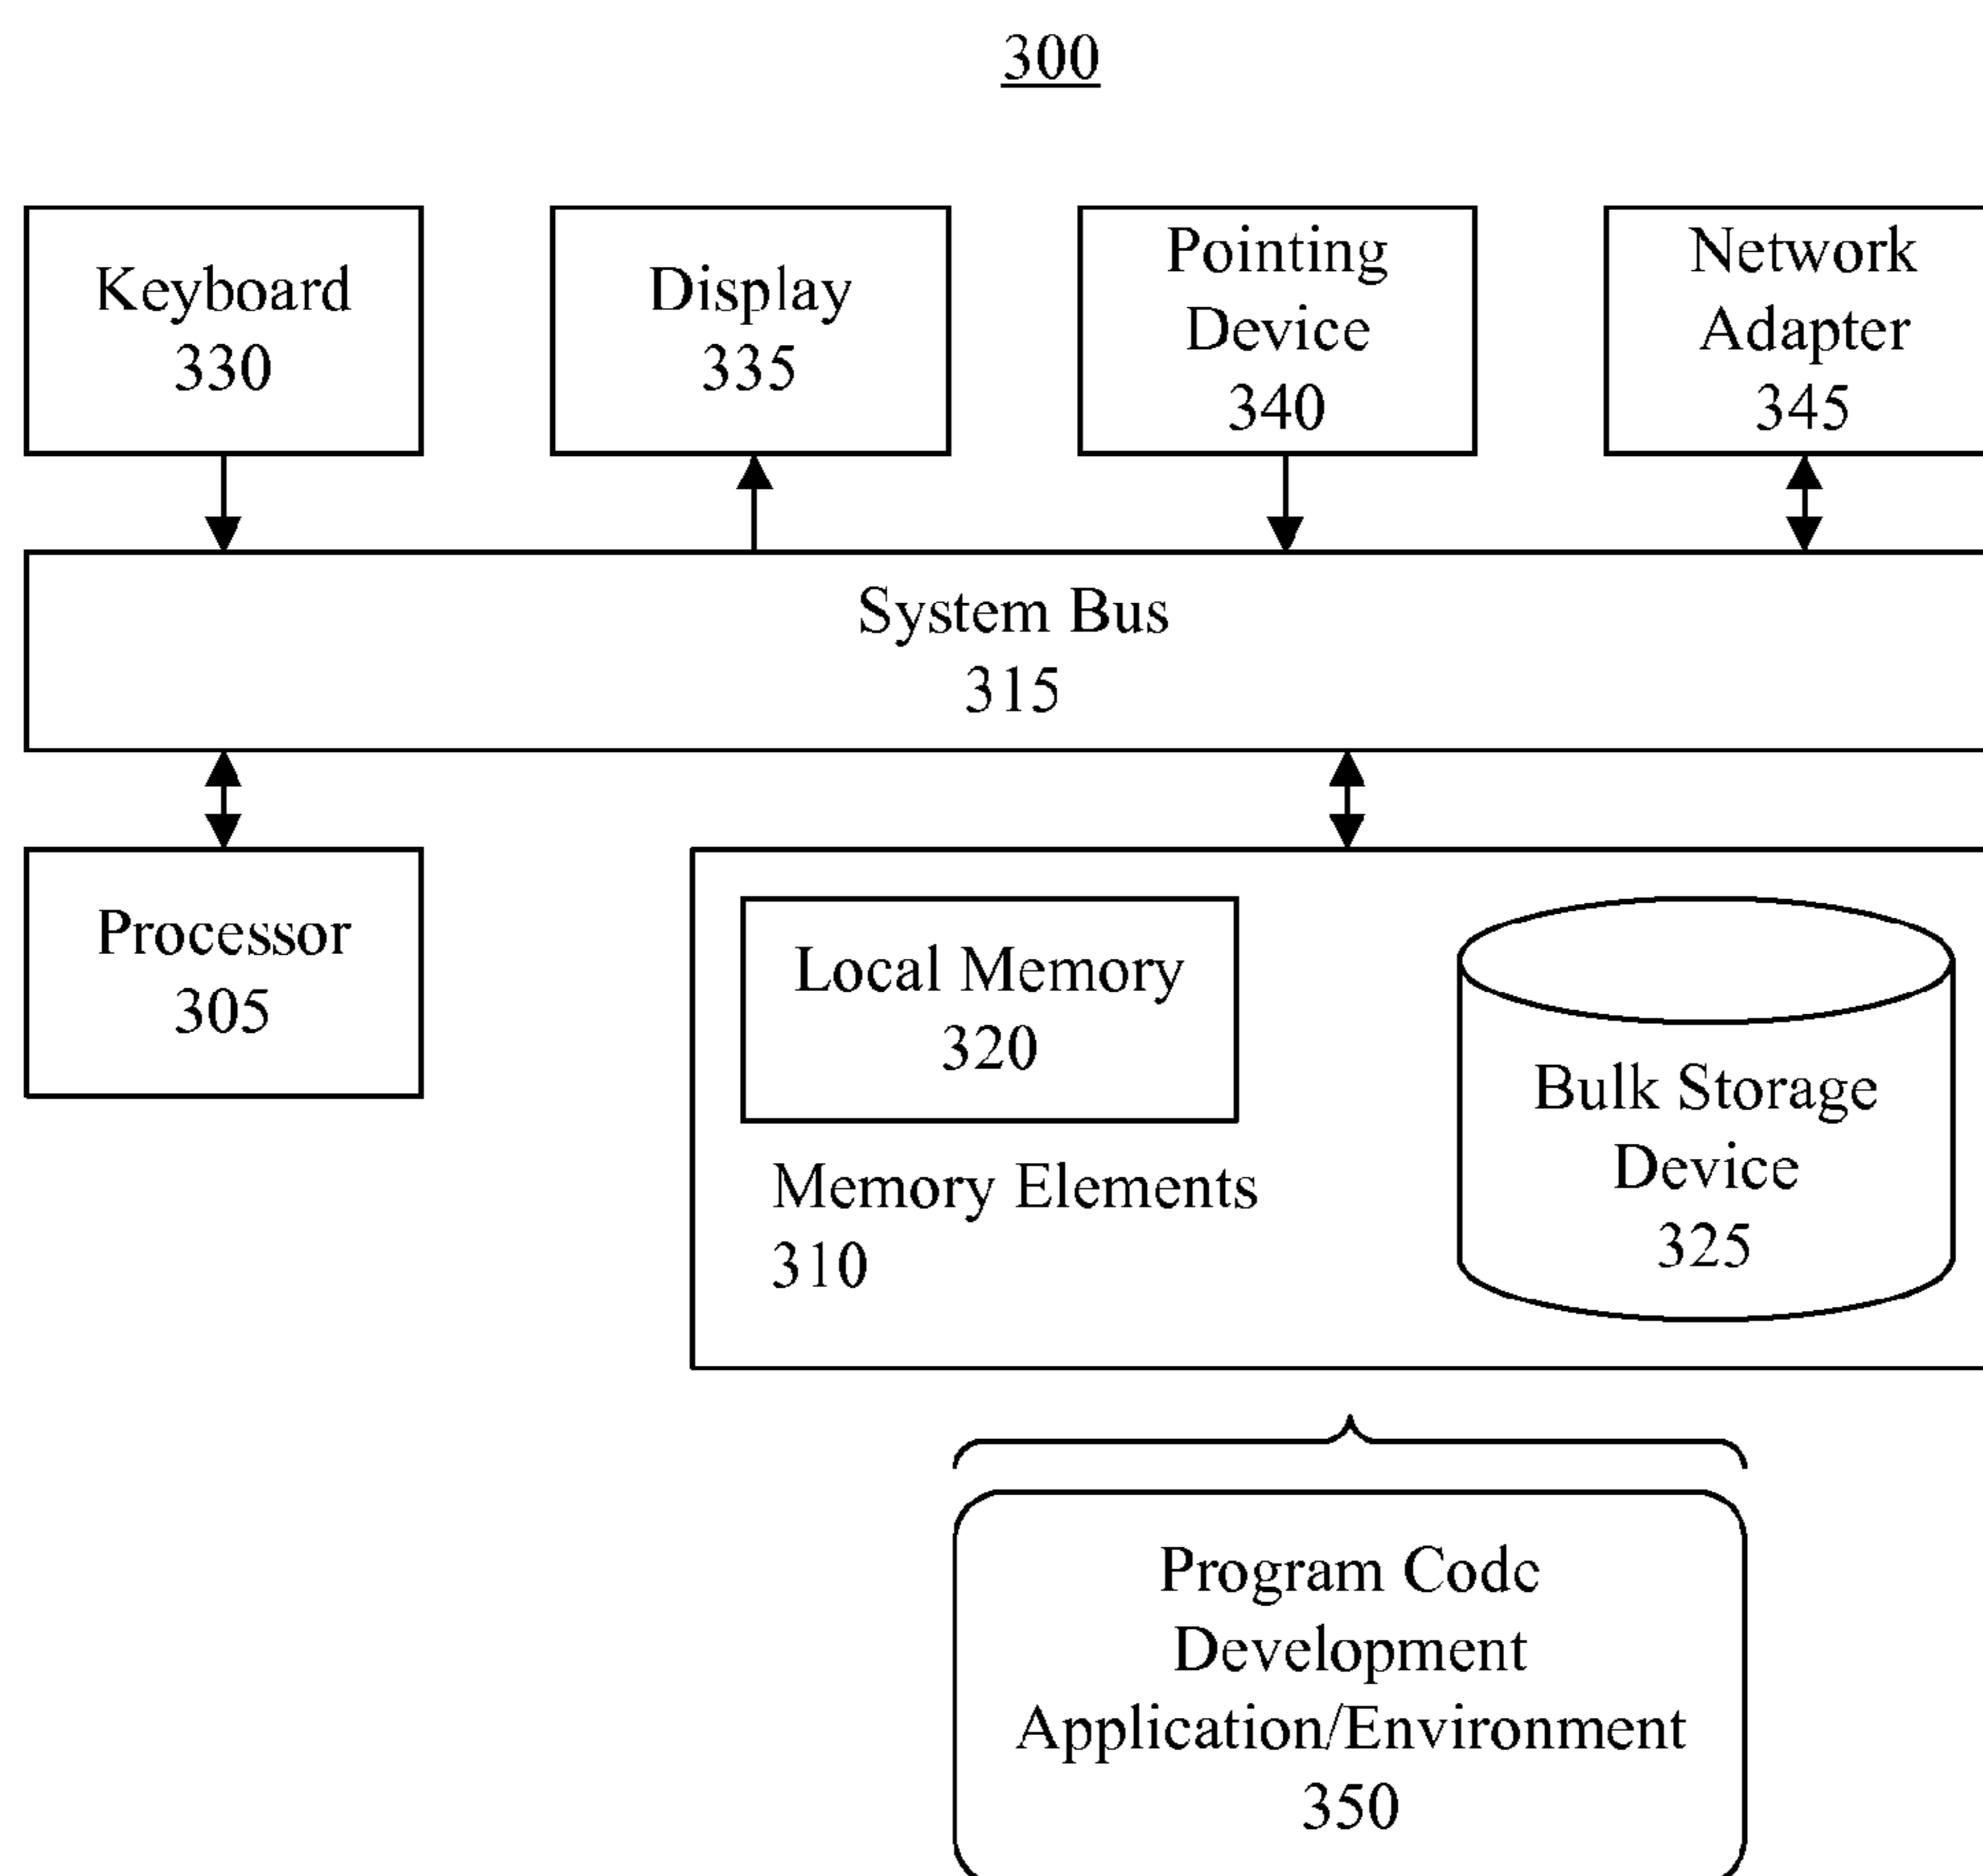 300
Keyboard
330
Display
335
Pointing
Device
340
Network
Adapter
345
System Bus
315
Processor
305
Local Memory
320
Memory Elements
310
Bulk Storage
Device
325
Program Code
Development
Application/Environment
350